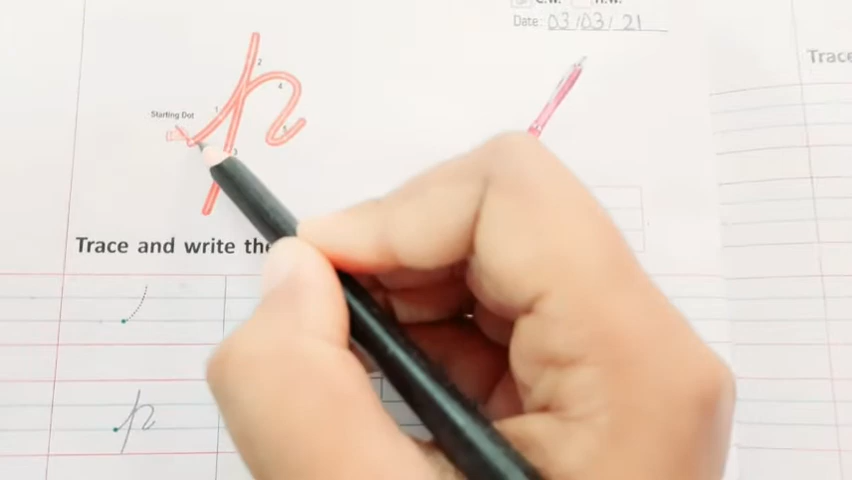 C.W. H.W.
Date: 03/03/21
Trace
2
4
1
Starting Dot
5
3
Trace and write the
p